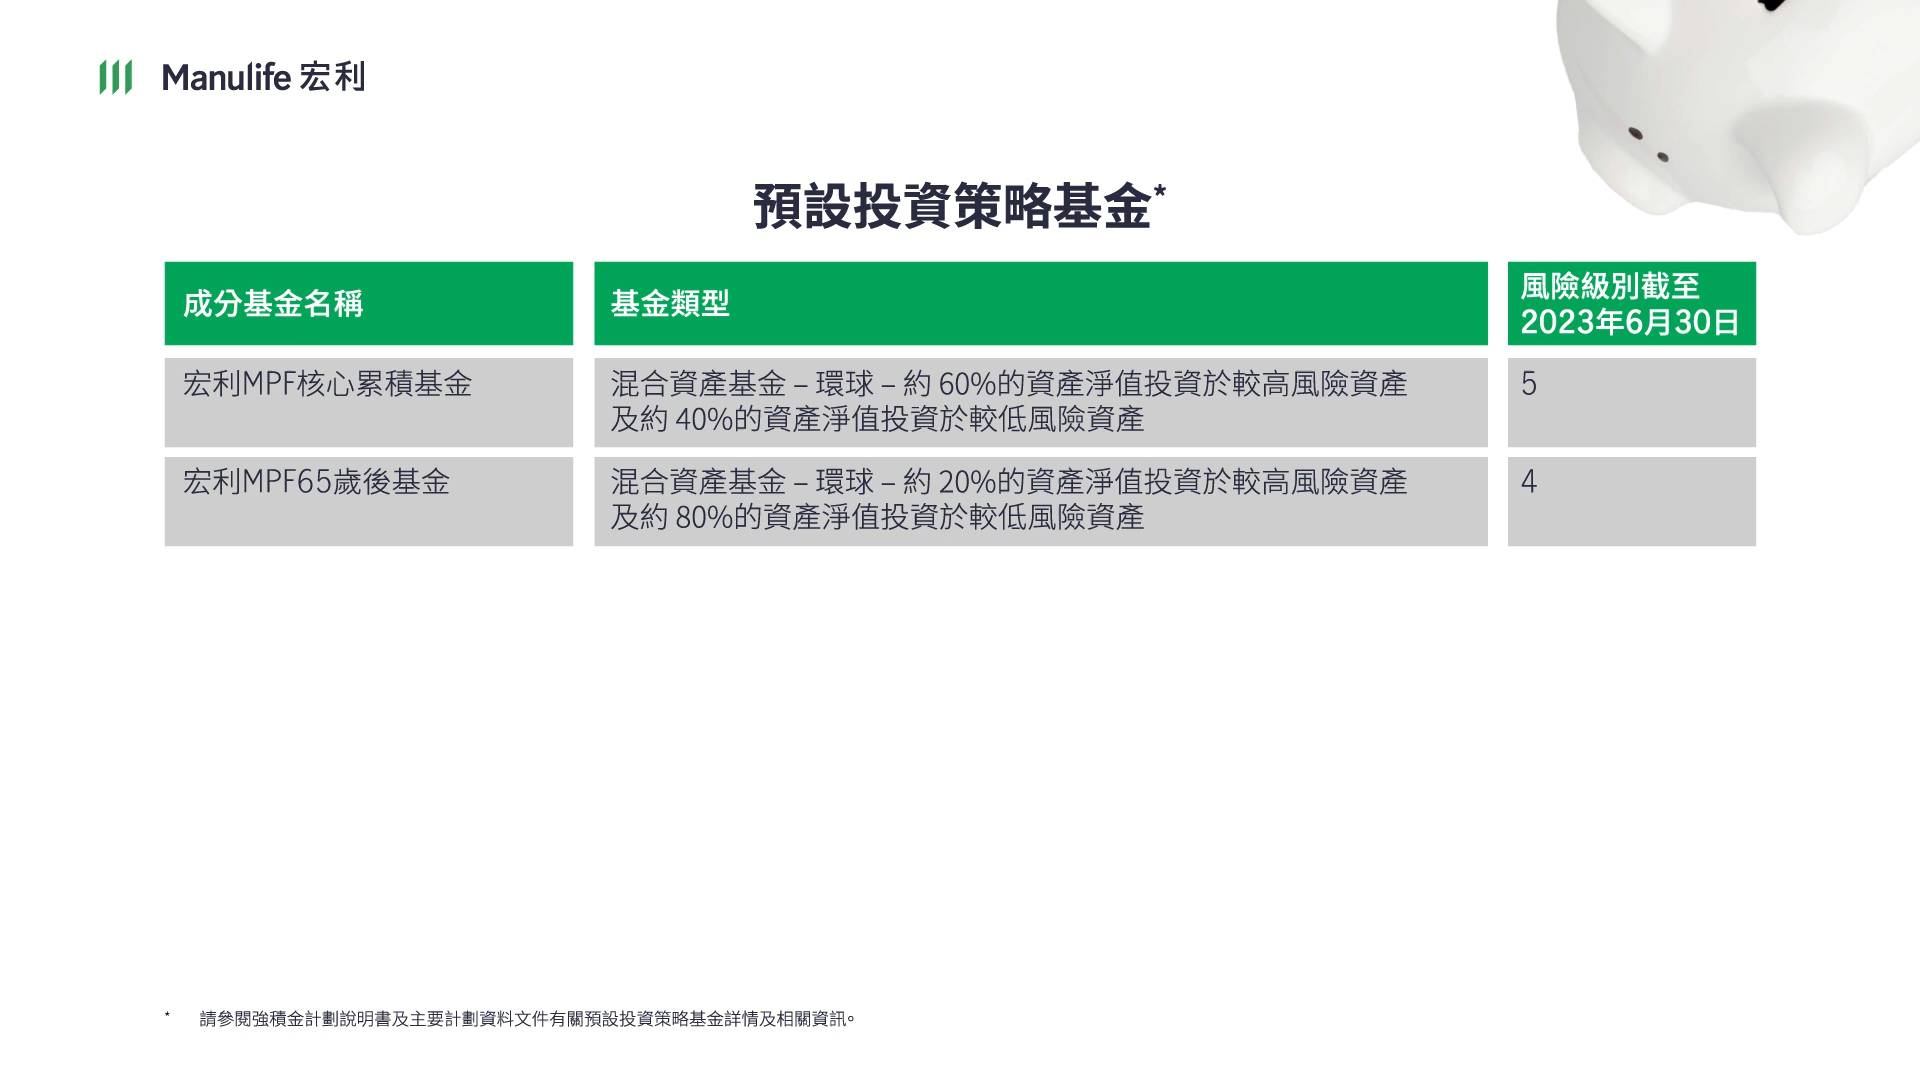 Manulife 宏利
預設投資策略基金*
成分基金名稱
基金類型
風險級別截至
2023年6月30日
宏利MPF核心累積基金
混合資產基金 – 環球 – 約 60%的資產淨值投資於較高風險資產
及約 40%的資產淨值投資於較低風險資產
5
宏利MPF65歲後基金
混合資產基金 – 環球 – 約 20%的資產淨值投資於較高風險資產
及約 80%的資產淨值投資於較低風險資產
4
* 請參閱強積金計劃說明書及主要計劃資料文件有關預設投資策略基金詳情及相關資訊。